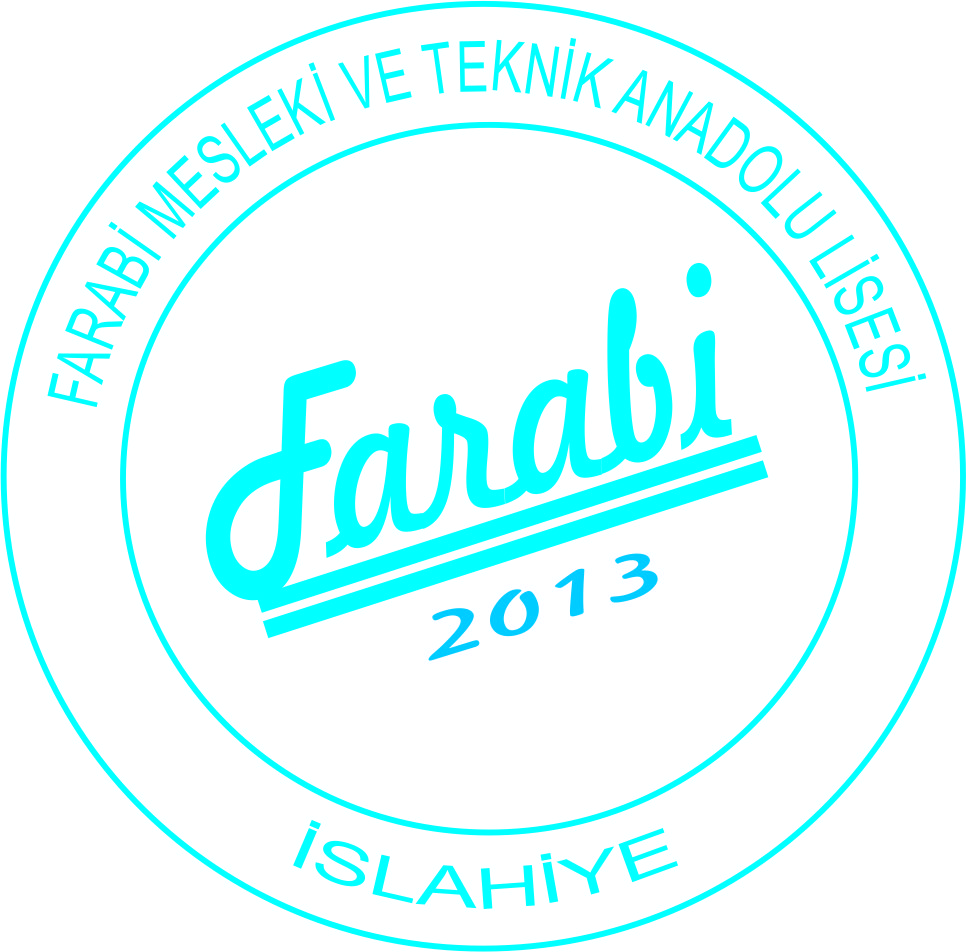 FARABİ MESLEKİ VE TEKNİK ANADOLU LİSESİ
Farabi
2013
İSLAHİYE